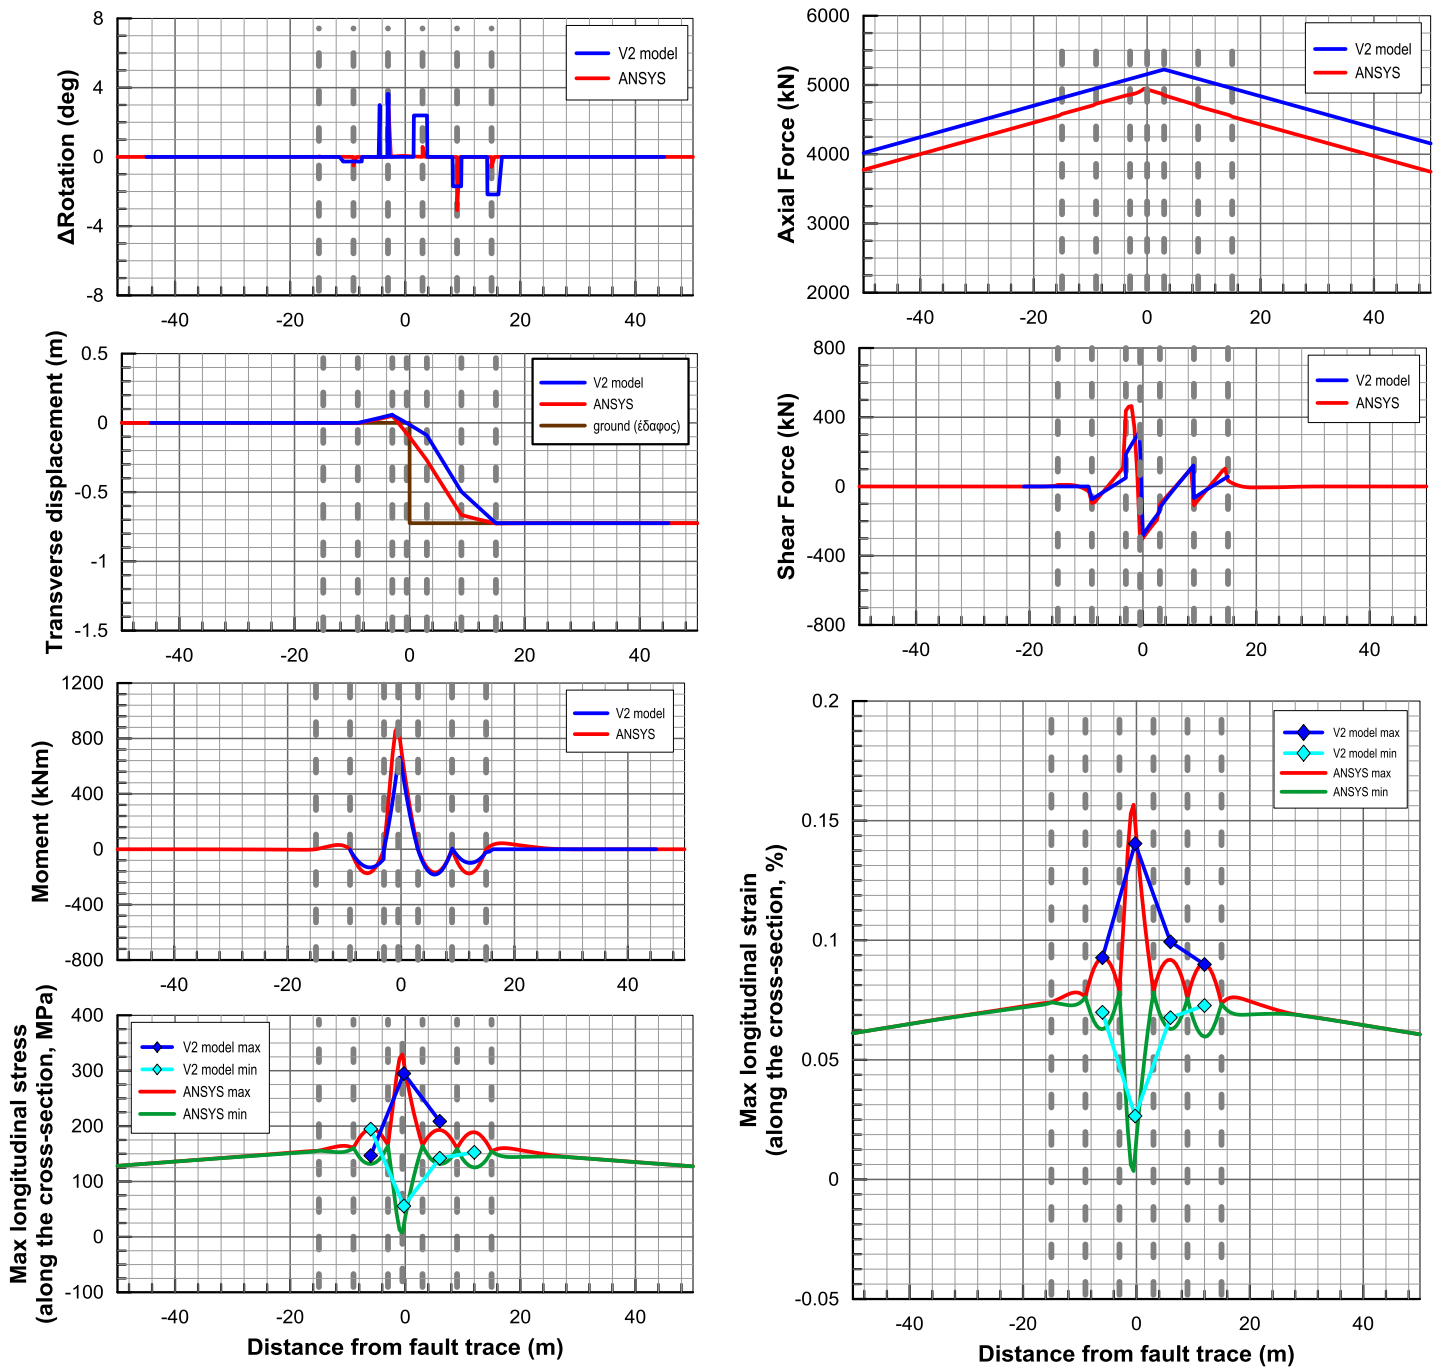 ΔRotation (deg)
8
4
0
-4
-8
-40
-20
0
20
40
V2 model
ANSYS
Axial Force (kN)
6000
5000
4000
3000
2000
-40
-20
0
20
40
V2 model
ANSYS
Transverse displacement (m)
0.5
0
-0.5
-1
-1.5
-40
-20
0
20
40
V2 model
ANSYS
ground (έδαφος)
Shear Force (kN)
800
400
0
-400
-800
-40
-20
0
20
40
V2 model
ANSYS
Moment (kNm)
1200
800
400
0
-400
-800
-40
-20
0
20
40
V2 model
ANSYS
Max longitudinal stress
(along the cross-section, MPa)
400
300
200
100
0
-100
-40
-20
0
20
40
V2 model max
V2 model min
ANSYS max
ANSYS min
Distance from fault trace (m)
Max longitudinal strain
(along the cross-section, %)
0.2
0.15
0.1
0.05
0
-0.05
-40
-20
0
20
40
V2 model max
V2 model min
ANSYS max
ANSYS min
Distance from fault trace (m)